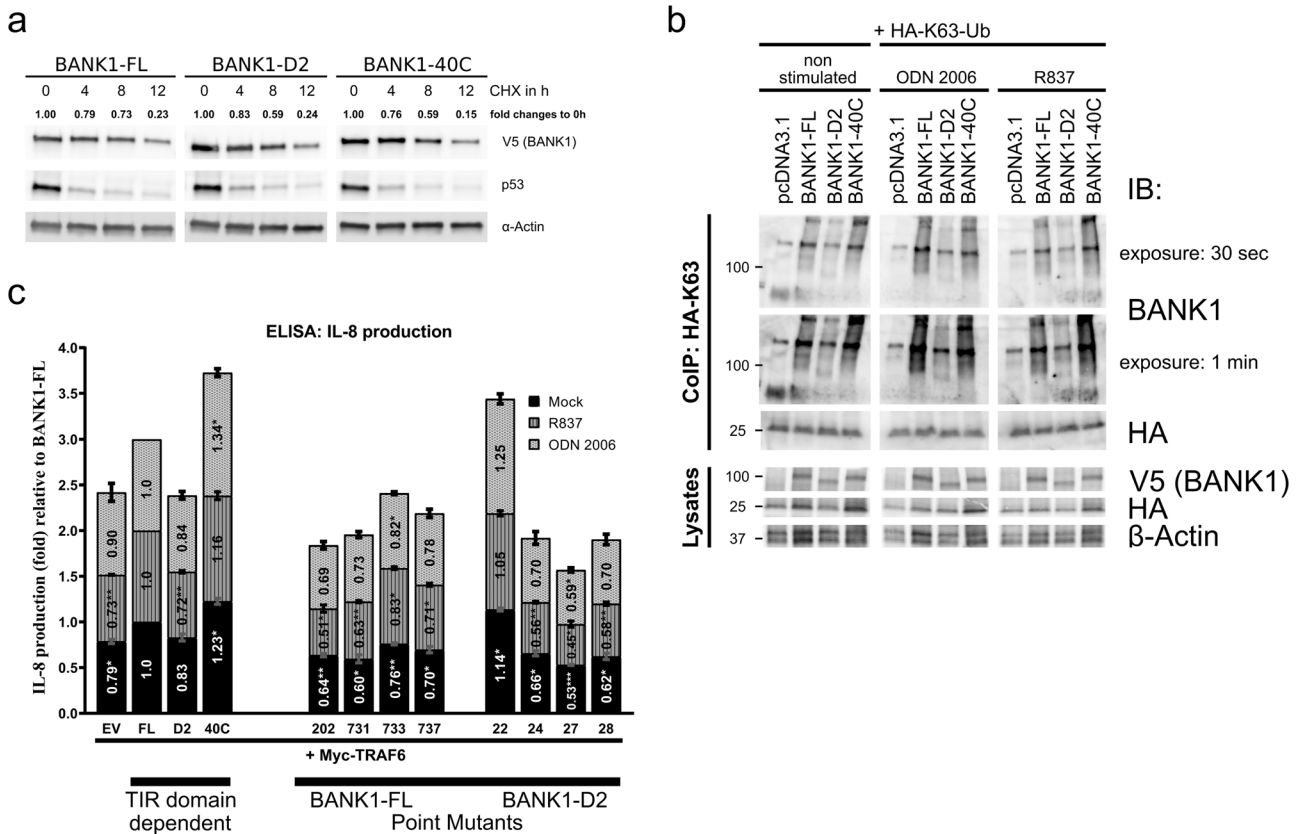 a
BANK1-FL BANK1-D2 BANK1-40C
0 4 8 12 0 4 8 12 0 4 8 12 CHX in h
1.00 0.79 0.73 0.23 1.00 0.83 0.59 0.24 1.00 0.76 0.59 0.15 fold changes to 0h
V5 (BANK1)
p53
α-Actin
b
+ HA-K63-Ub
non
stimulated
ODN 2006
R837
pcDNA3.1
BANK1-FL
BANK1-D2
BANK1-40C
pcDNA3.1
BANK1-FL
BANK1-D2
BANK1-40C
pcDNA3.1
BANK1-FL
BANK1-D2
BANK1-40C
IB:
CoIP: HA-K63
100
exposure: 30 sec
BANK1
100
exposure: 1 min
25
HA
Lysates
100
V5 (BANK1)
25
HA
37
ß-Actin
c
ELISA: IL-8 production
IL-8 production (fold) relative to BANK1-FL
4.0
3.5
3.0
2.5
2.0
1.5
1.0
0.5
0.0
Mock
R837
ODN 2006
0.90
0.73**
0.79*
1.0
1.0
1.0
0.84
0.72**
0.83
1.34*
1.16
1.23*
0.69
0.51**
0.64**
0.73
0.63**
0.60*
0.82*
0.83*
0.76**
0.78
0.71*
0.70*
1.25
1.05
1.14*
0.70
0.56**
0.66*
0.59*
0.45*
0.53***
0.70
0.58**
0.62*
EV FL D2 40C 202 731 733 737 22 24 27 28
+ Myc-TRAF6
TIR domain
dependent
BANK1-FL BANK1-D2
Point Mutants